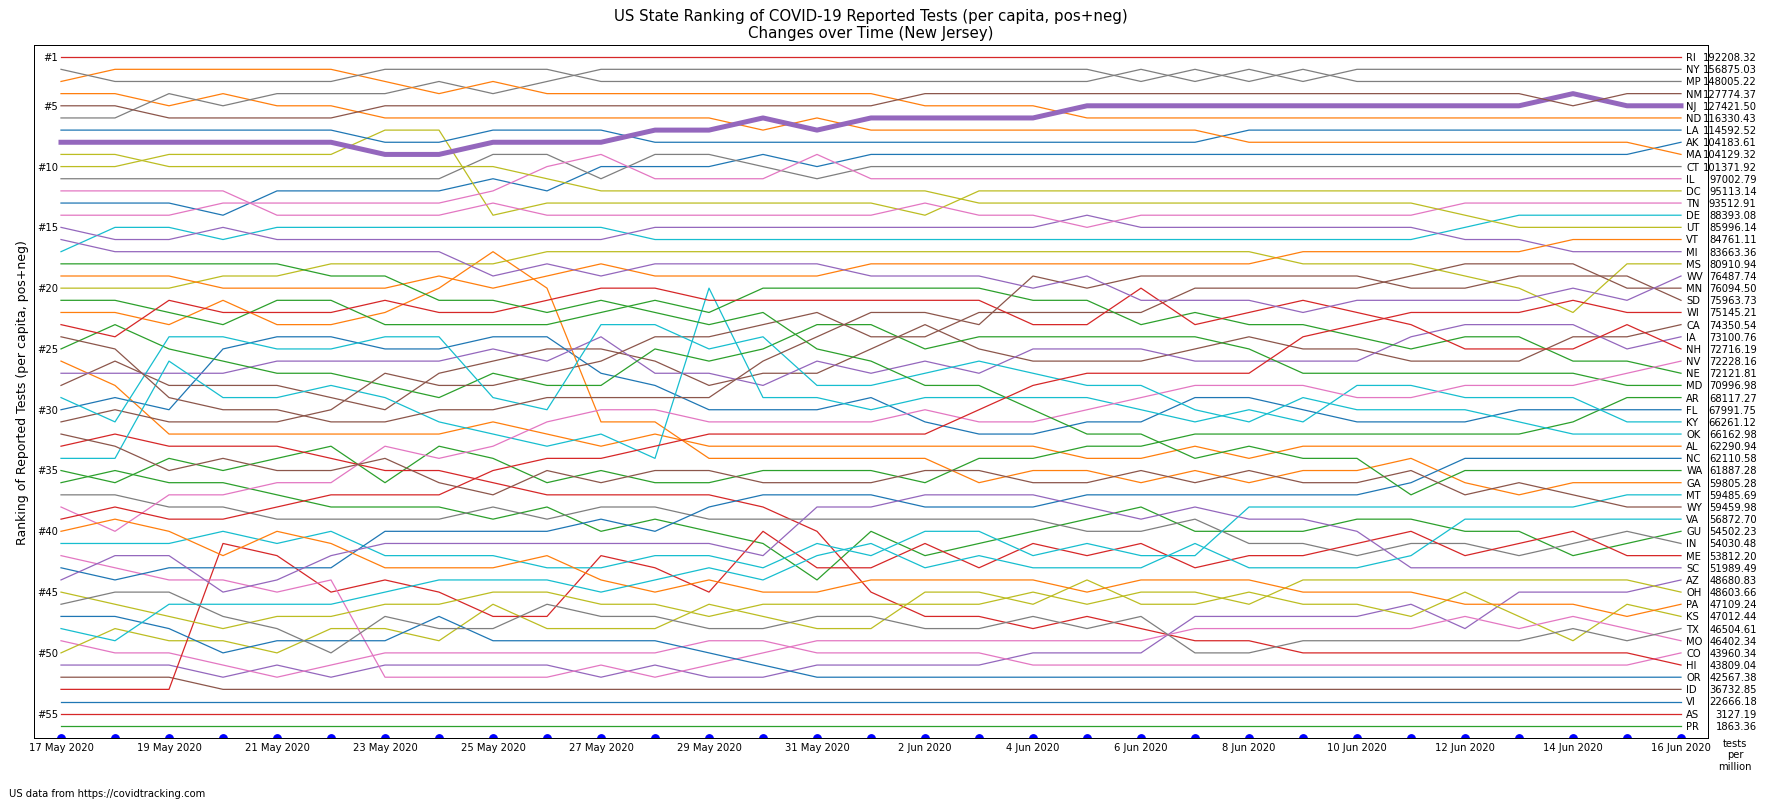 US State Ranking of COVID-19 Reported Tests (per capita, pos+neg)
Changes over Time (New Jersey)
Ranking of Reported Tests (per capita, pos+neg)
#1
#5
#10
#15
#20
#25
#30
#35
#40
#45
#50
#55
RI 192208.32
NY 156875.03
MP 148005.22
NM 127774.37
NJ 127421.50
ND 116330.43
LA 114592.52
AK 104183.61
MA 104129.32
CT 101371.92
IL 97002.79
DC 95113.14
TN 93512.91
DE 88393.08
UT 85996.14
VT 84761.11
MI 83663.36
MS 80910.94
WV 76487.74
MN 76094.50
SD 75963.73
WI 75145.21
CA 74350.54
IA 73100.76
NH 72716.19
NV 72228.16
NE 72121.81
MD 70996.98
AR 68117.27
FL 67991.75
KY 66261.12
OK 66162.98
AL 62290.94
NC 62110.58
WA 61887.28
GA 59805.28
MT 59485.69
WY 59459.98
VA 56872.70
GU 54502.23
IN 54030.48
ME 53812.20
SC 51989.49
AZ 48680.83
OH 48603.66
PA 47109.24
KS 47012.44
TX 46504.61
MO 46402.34
CO 43960.34
HI 43809.04
OR 42567.38
ID 36732.85
VI 22666.18
AS 3127.19
PR 1863.36
17 May 2020 19 May 2020 21 May 2020 23 May 2020 25 May 2020 27 May 2020 29 May 2020 31 May 2020 2 Jun 2020 4 Jun 2020 6 Jun 2020 8 Jun 2020 10 Jun 2020 12 Jun 2020 14 Jun 2020 16 Jun 2020
tests
per
million
US data from https://covidtracking.com